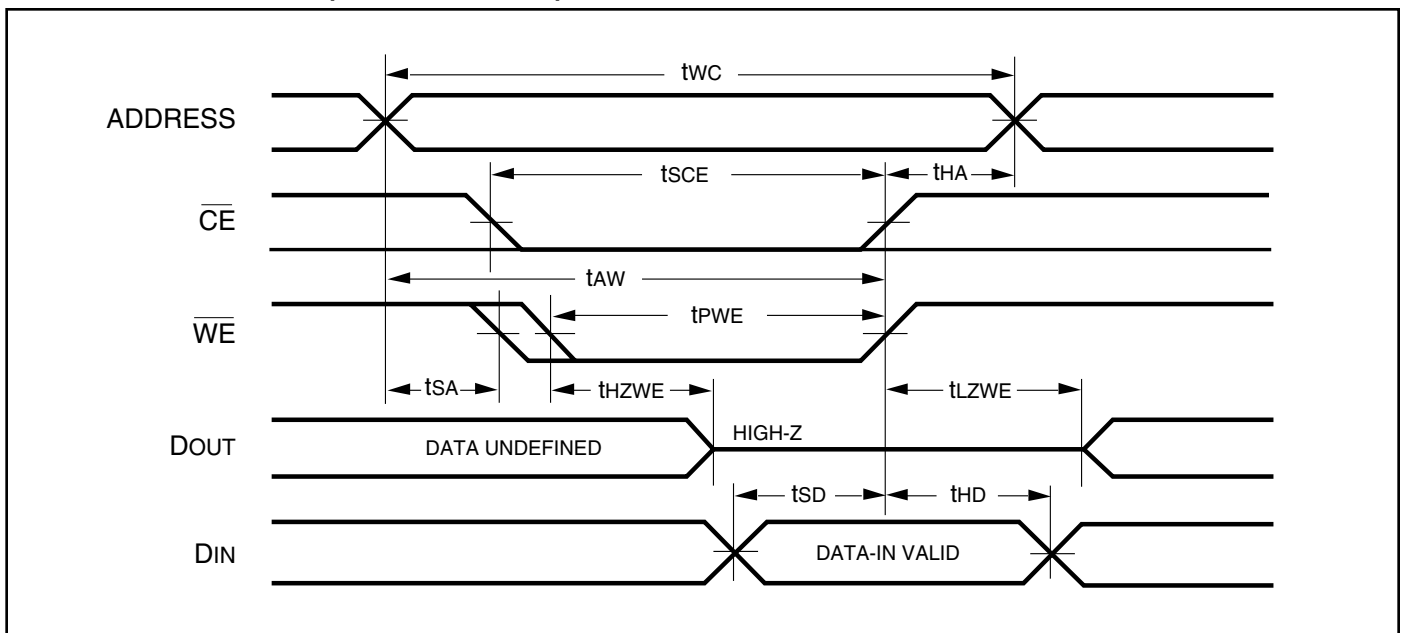 tWC
ADDRESS
tSCE
tHA
CE
tAW
tPWE
WE
tSA
tHZWE
tLZWE
DOUT
DATA UNDEFINED
HIGH-Z
tSD
tHD
DIN
DATA-IN VALID